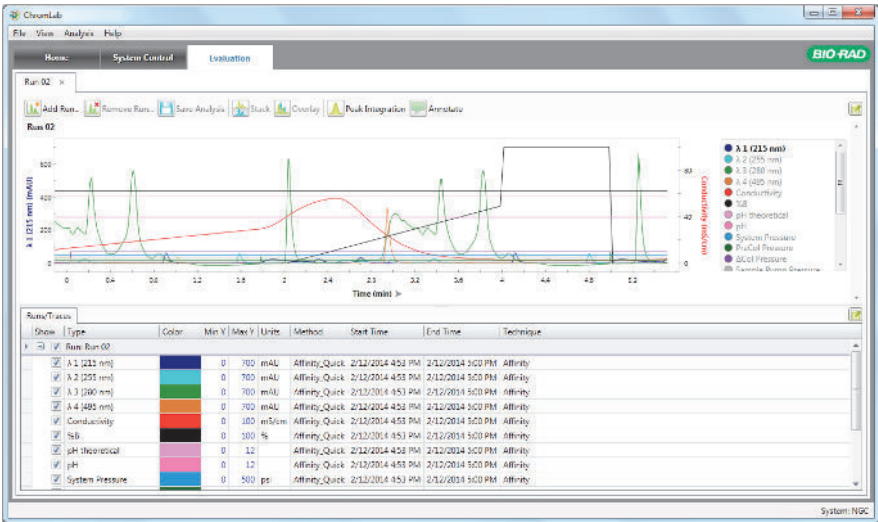 ChromLab
File View Analysis Help
Home System Control Evaluation BIO-RAD
Run 02 ×
Add Run... Remove Run... Save Analysis Stack Overlay Peak Integration Annotate
Run 02
λ 1 (215 nm) (mAU)
600
400
200
0
0 0.4 0.8 1.2 1.6 2 2.4 2.8 3.2 3.6 4 4.4 4.8 5.2
Time (min)
80
40
0
Conductivity (mS/cm)
λ 1 (215 nm)
λ 2 (255 nm)
λ 3 (280 nm)
λ 4 (495 nm)
Conductivity
%B
pH theoretical
pH
System Pressure
PreCol Pressure
ΔCol Pressure
Sample Pump Pressure
Runs/Traces
Show Type Color Min Y Max Y Units Method Start Time End Time Technique
Run: Run 02
λ 1 (215 nm) 0 700 mAU Affinity_Quick 2/12/2014 4:53 PM 2/12/2014 5:00 PM Affinity
λ 2 (255 nm) 0 700 mAU Affinity_Quick 2/12/2014 4:53 PM 2/12/2014 5:00 PM Affinity
λ 3 (280 nm) 0 700 mAU Affinity_Quick 2/12/2014 4:53 PM 2/12/2014 5:00 PM Affinity
λ 4 (495 nm) 0 700 mAU Affinity_Quick 2/12/2014 4:53 PM 2/12/2014 5:00 PM Affinity
Conductivity 0 100 mS/cm Affinity_Quick 2/12/2014 4:53 PM 2/12/2014 5:00 PM Affinity
%B 0 100 % Affinity_Quick 2/12/2014 4:53 PM 2/12/2014 5:00 PM Affinity
pH theoretical 0 12 Affinity_Quick 2/12/2014 4:53 PM 2/12/2014 5:00 PM Affinity
pH 0 12 Affinity_Quick 2/12/2014 4:53 PM 2/12/2014 5:00 PM Affinity
System Pressure 0 500 psi Affinity_Quick 2/12/2014 4:53 PM 2/12/2014 5:00 PM Affinity
System: NGC